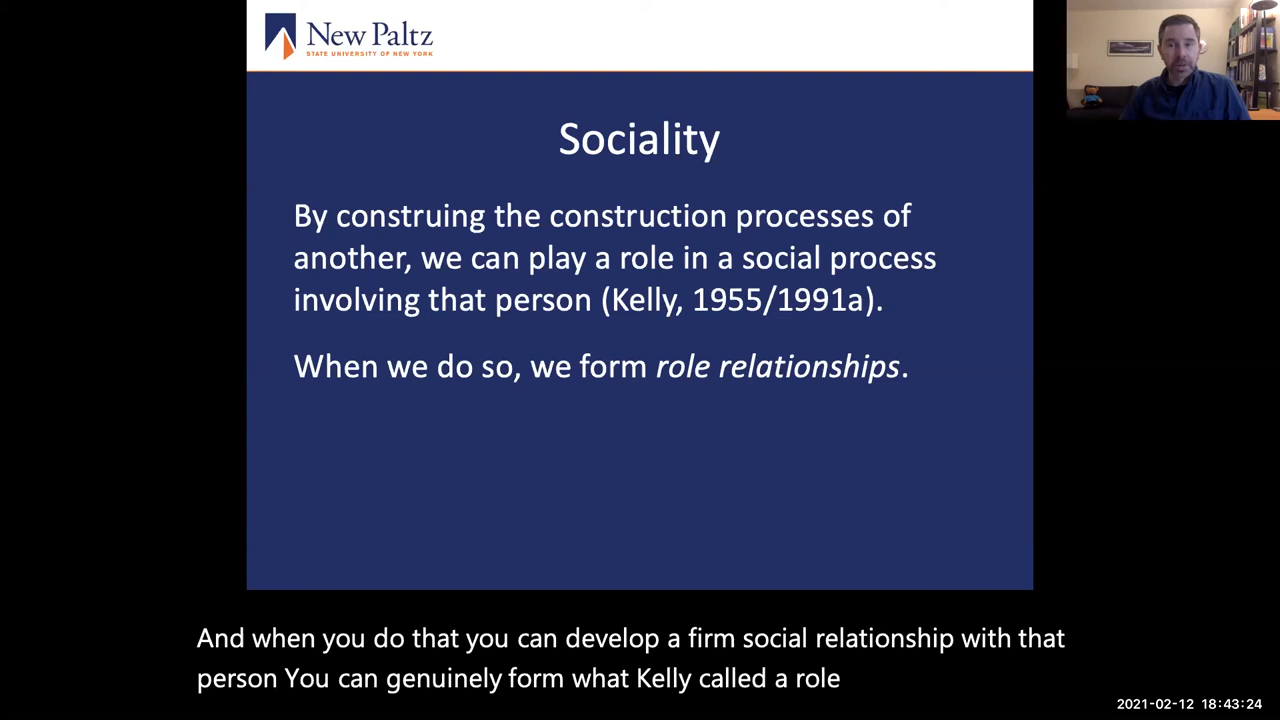 New Paltz
STATE UNIVERSITY OF NEW YORK
Sociality
By construing the construction processes of
another, we can play a role in a social process
involving that person (Kelly, 1955/1991a).
When we do so, we form role relationships.
And when you do that you can develop a firm social relationship with that
person You can genuinely form what Kelly called a role
2021-02-12 18:43:24